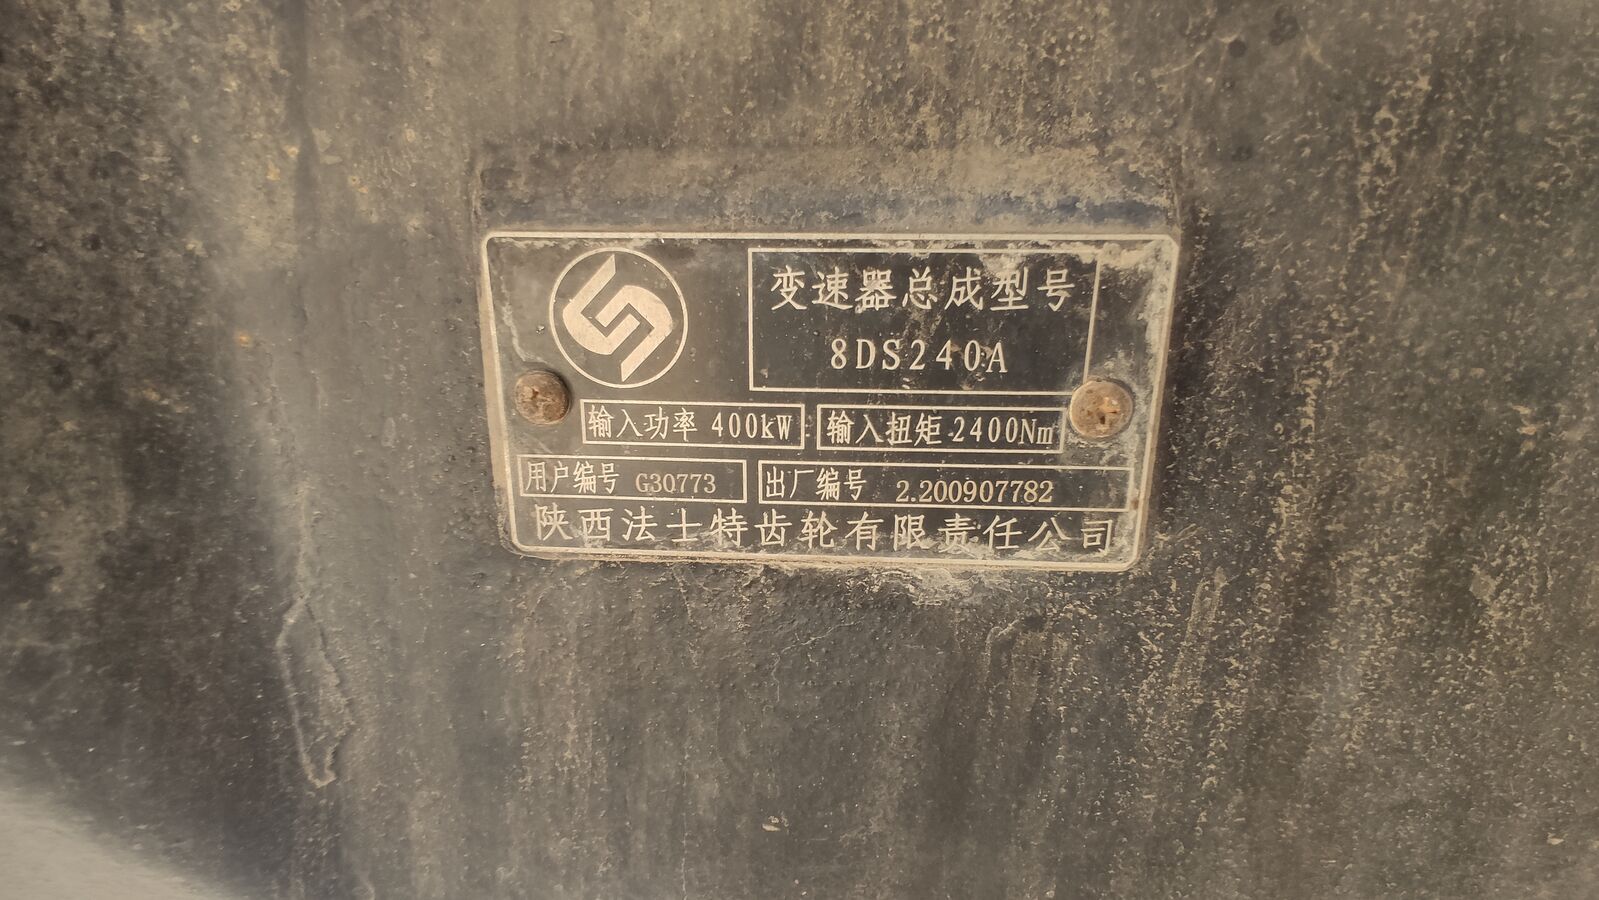 变速器总成型号
8DS240A
输入功率 400kW 输入扭矩 2400Nm
用户编号 G30773 出厂编号 2.200907782
陕西法士特齿轮有限责任公司